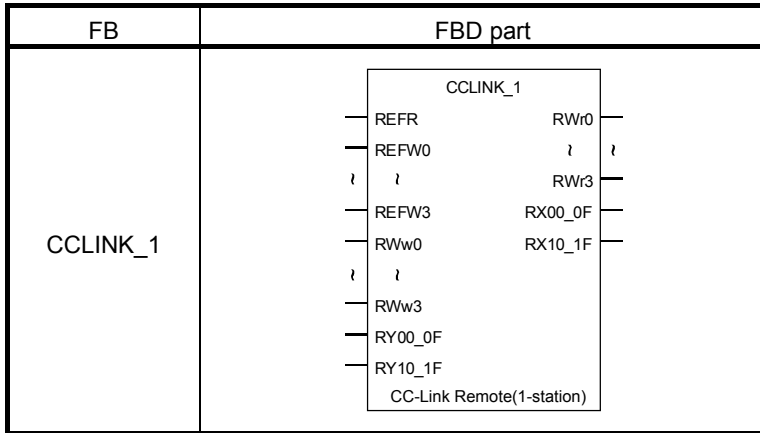 FB FBD part
CCLINK_1
CCLINK_1
REFR RWr0
REFW0 ~ ~
~ ~ RWr3
REFW3 RX00_0F
RWw0 RX10_1F
~ ~
RWw3
RY00_0F
RY10_1F
CC-Link Remote(1-station)